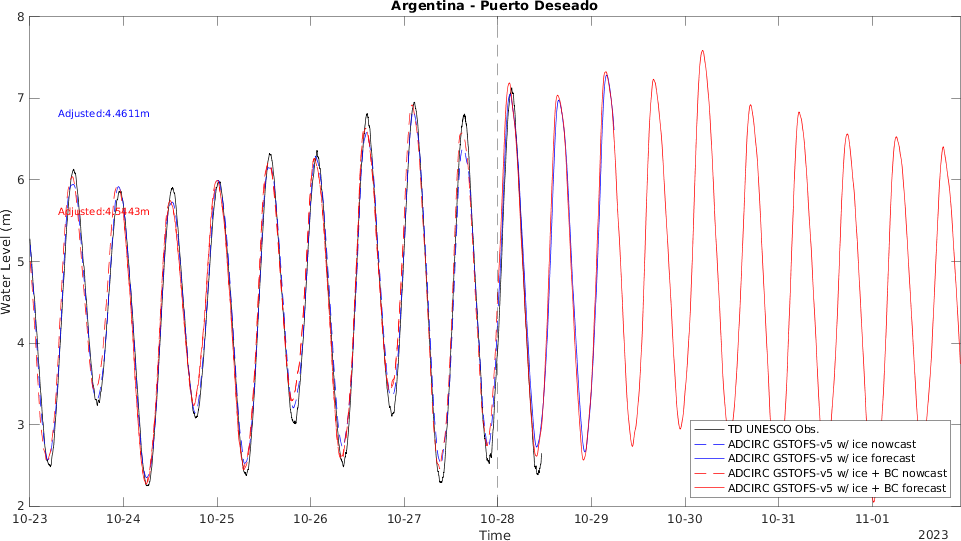 Argentina - Puerto Deseado
Water Level (m)
8
7
6
5
4
3
2
Adjusted:4.4611m
Adjusted:4.5443m
TD UNESCO Obs.
ADCIRC GSTOFS-v5 w/ ice nowcast
ADCIRC GSTOFS-v5 w/ ice forecast
ADCIRC GSTOFS-v5 w/ ice + BC nowcast
ADCIRC GSTOFS-v5 w/ ice + BC forecast
10-23 10-24 10-25 10-26 10-27 10-28 10-29 10-30 10-31 11-01
Time
2023